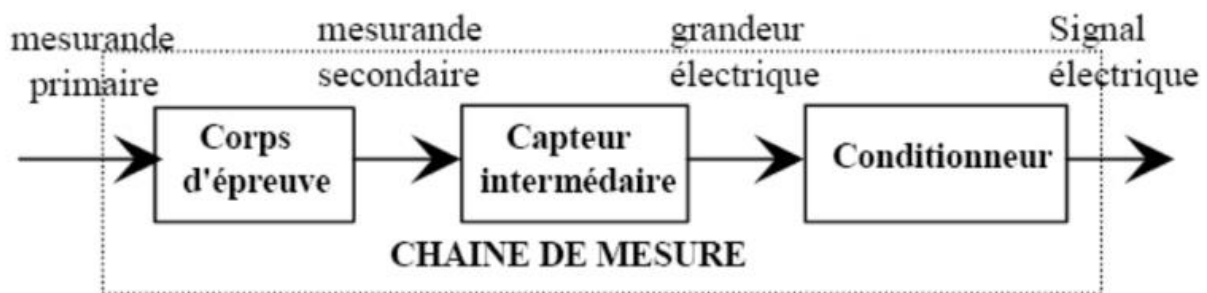 mesurande
primaire
mesurande
secondaire
grandeur
électrique
Signal
électrique
Corps
d'épreuve
Capteur
intermédaire
Conditionneur
CHAINE DE MESURE